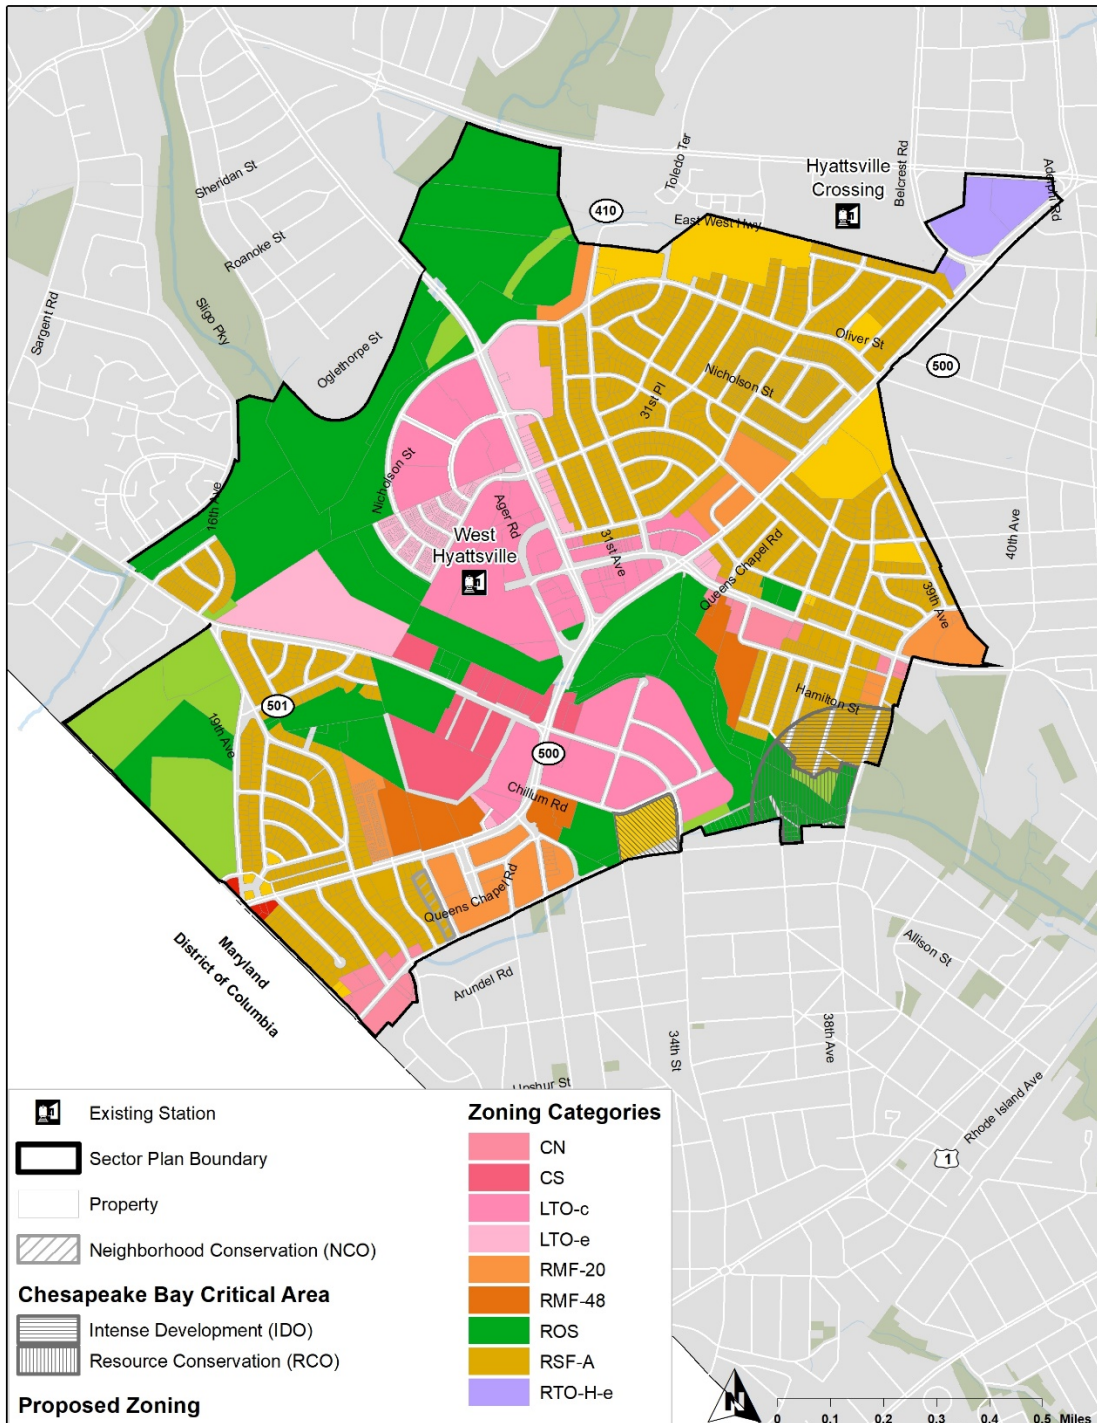 Toledo Ter
Belcrest Rd
Adelphi Rd
Hyattsville
Crossing
Sheridan St
410
East West Hwy
Roanoke St
Sligo Pky
Sargent Rd
Oglethorpe St
Oliver St
500
Nicholson St
31st Pl
Nicholson St
16th Ave
Ager Rd
West
Hyattsville
31st Ave
Queens Chapel Rd
40th Ave
39th Ave
Hamilton St
501
19th Ave
500
Chillum Rd
Queens Chapel Rd
Maryland
District of Columbia
Arundel Rd
Allison St
34th St
38th Ave
Upshur St
Rhode Island Ave
1
Existing Station
Sector Plan Boundary
Property
Neighborhood Conservation (NCO)
Chesapeake Bay Critical Area
Intense Development (IDO)
Resource Conservation (RCO)
Proposed Zoning
Zoning Categories
CN
CS
LTO-c
LTO-e
RMF-20
RMF-48
ROS
RSF-A
RTO-H-e
N
0 0.1 0.2 0.3 0.4 0.5 Miles